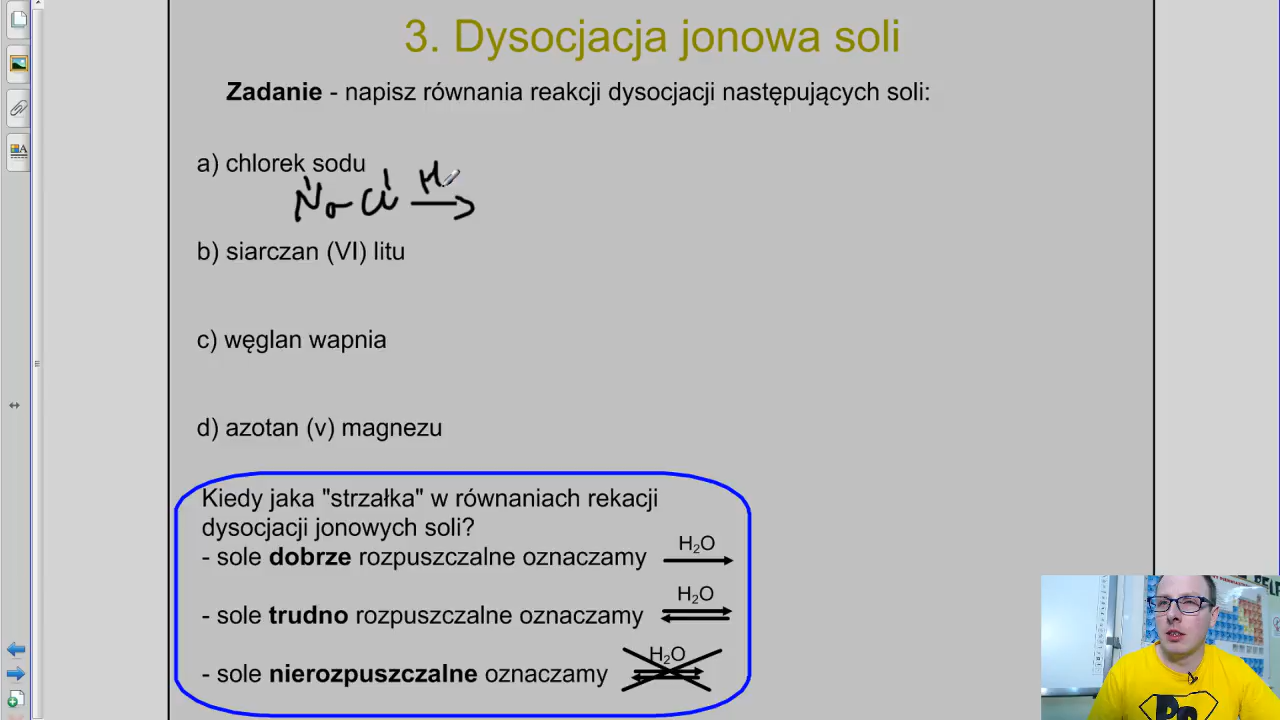 3. Dysocjacja jonowa soli
Zadanie - napisz równania reakcji dysocjacji następujących soli:
a) chlorek sodu
NaCl H
b) siarczan (VI) litu
c) węglan wapnia
d) azotan (v) magnezu
Kiedy jaka "strzałka" w równaniach rekacji
dysocjacji jonowych soli?
- sole dobrze rozpuszczalne oznaczamy H₂O
- sole trudno rozpuszczalne oznaczamy H₂O
- sole nierozpuszczalne oznaczamy H₂O